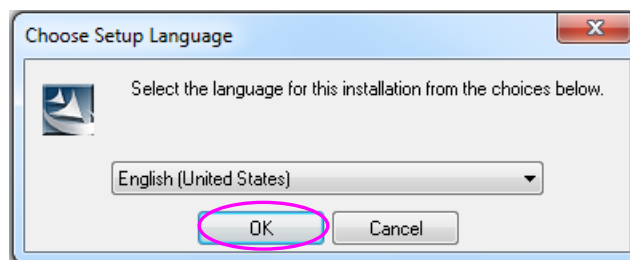 Choose Setup Language
Select the language for this installation from the choices below.
English (United States)
OK
Cancel